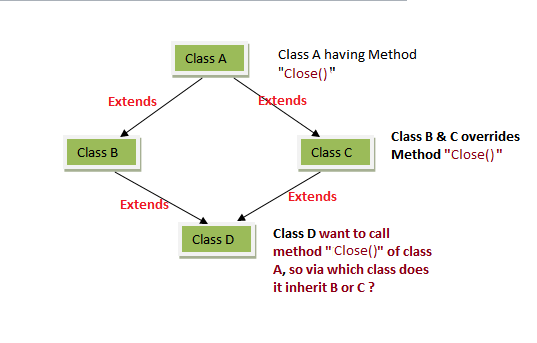 Class A
Class A having Method
"Close()"
Extends
Extends
Class B
Class C
Class B & C overrides
Method "Close()"
Extends
Extends
Class D
Class D want to call
method " Close()" of class
A, so via which class does
it inherit B or C ?